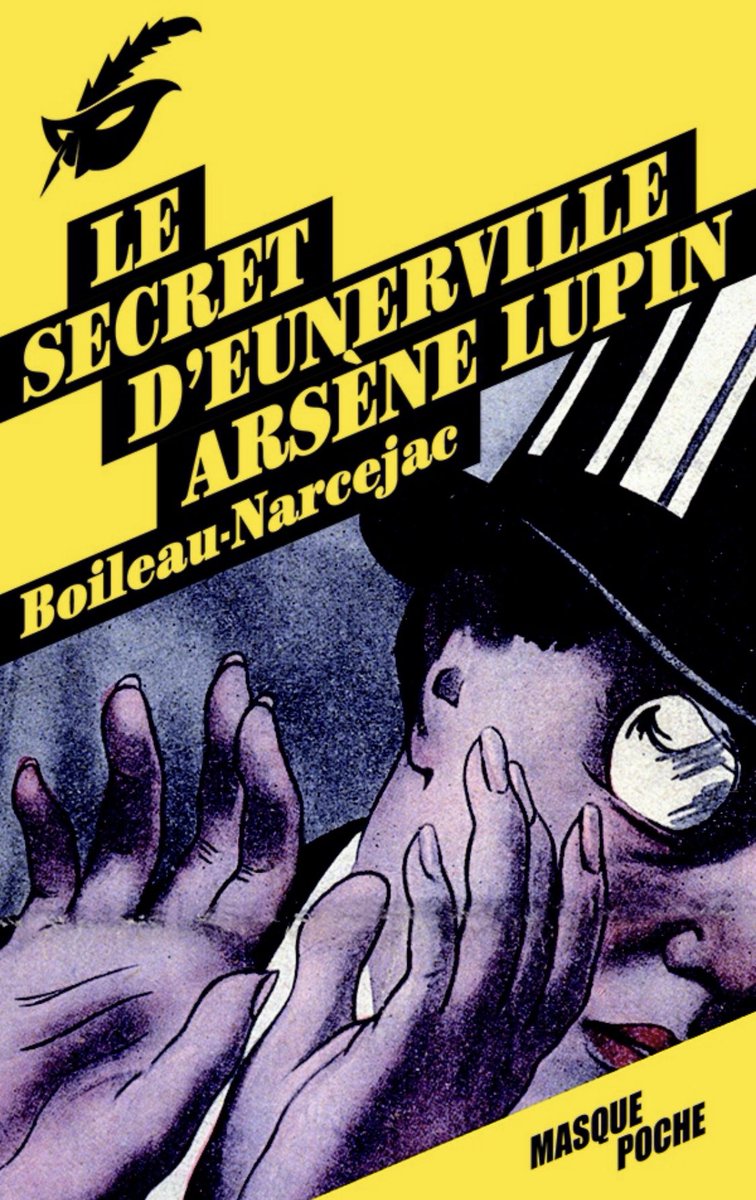 LE
SECRET
D'EUNERVILLE
ARSÈNE LUPIN
Boileau-Narcejac
MASQUE
POCHE